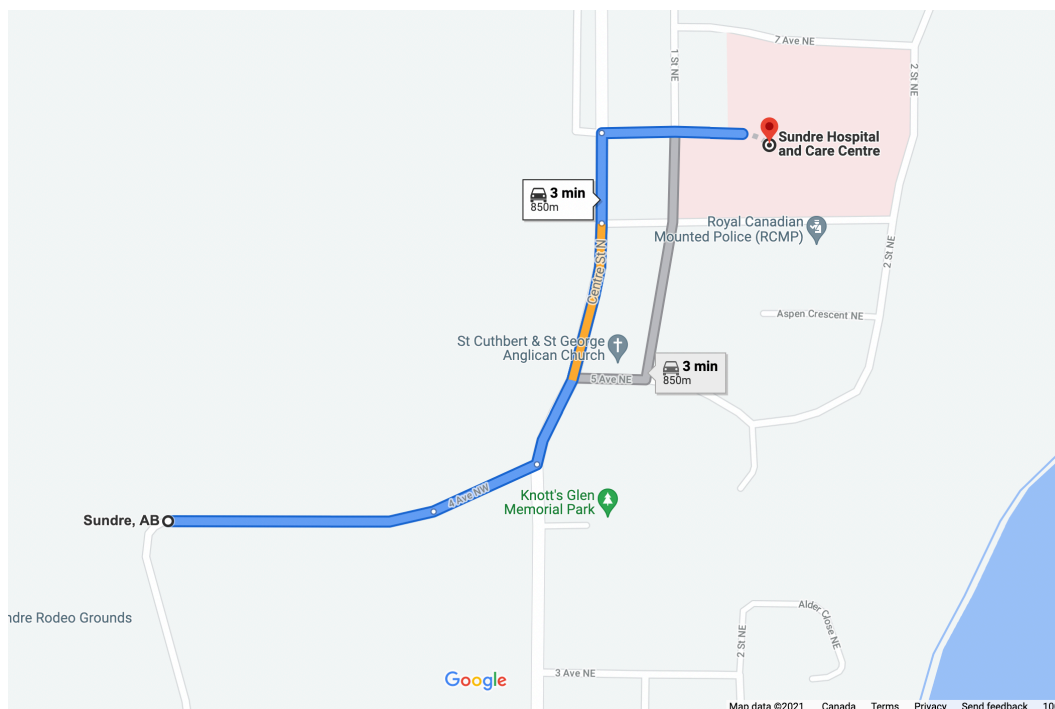 7 Ave NE
1 St NE
2 St NE
Sundre Hospital
and Care Centre
3 min
850m
Royal Canadian
Mounted Police (RCMP)
Centre St N
2 St NE
Aspen Crescent NE
St Cuthbert & St George
Anglican Church
5 Ave NE
3 min
850m
4 Ave NW
Knott's Glen
Memorial Park
Sundre, AB
ndre Rodeo Grounds
Alder Close NE
2 St NE
3 Ave NE
Google
Map data ©2021 Canada Terms Privacy Send feedback 10